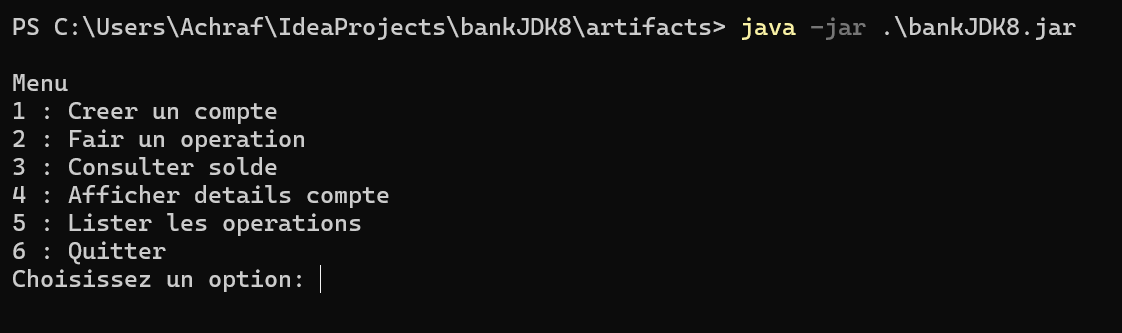 PS C:\Users\Achraf\IdeaProjects\bankJDK8\artifacts> java -jar .\bankJDK8.jar
Menu
1 : Creer un compte
2 : Fair un operation
3 : Consulter solde
4 : Afficher details compte
5 : Lister les operations
6 : Quitter
Choisissez un option: